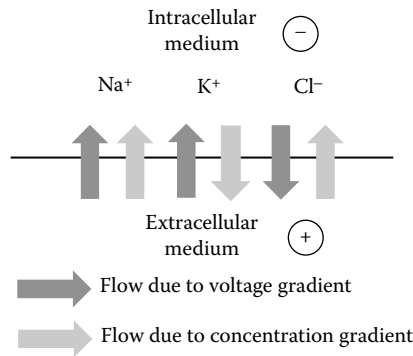 Intracellular
medium −
Na⁺ K⁺ Cl⁻
Extracellular
medium +
Flow due to voltage gradient
Flow due to concentration gradient